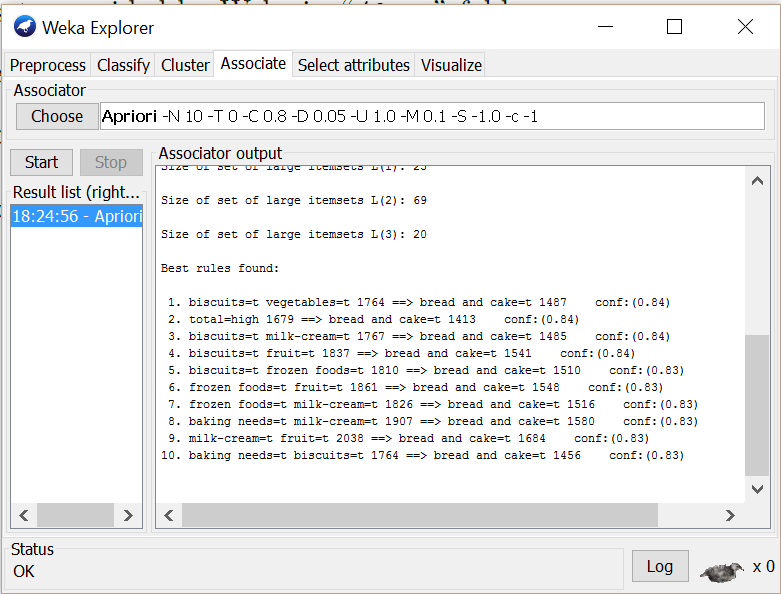 Weka Explorer
Preprocess Classify Cluster Associate Select attributes Visualize
Associator
Choose Apriori -N 10 -T 0 -C 0.8 -D 0.05 -U 1.0 -M 0.1 -S -1.0 -c -1
Start Stop
Result list (right...
18:24:56 - Apriori
Associator output
Size of set of large itemsets L(1): 25
Size of set of large itemsets L(2): 69
Size of set of large itemsets L(3): 20
Best rules found:
1. biscuits=t vegetables=t 1764 ==> bread and cake=t 1487 conf:(0.84)
2. total=high 1679 ==> bread and cake=t 1413 conf:(0.84)
3. biscuits=t milk-cream=t 1767 ==> bread and cake=t 1485 conf:(0.84)
4. biscuits=t fruit=t 1837 ==> bread and cake=t 1541 conf:(0.84)
5. biscuits=t frozen foods=t 1810 ==> bread and cake=t 1510 conf:(0.83)
6. frozen foods=t fruit=t 1861 ==> bread and cake=t 1548 conf:(0.83)
7. frozen foods=t milk-cream=t 1826 ==> bread and cake=t 1516 conf:(0.83)
8. baking needs=t milk-cream=t 1907 ==> bread and cake=t 1580 conf:(0.83)
9. milk-cream=t fruit=t 2038 ==> bread and cake=t 1684 conf:(0.83)
10. baking needs=t biscuits=t 1764 ==> bread and cake=t 1456 conf:(0.83)
Status
OK
Log x 0